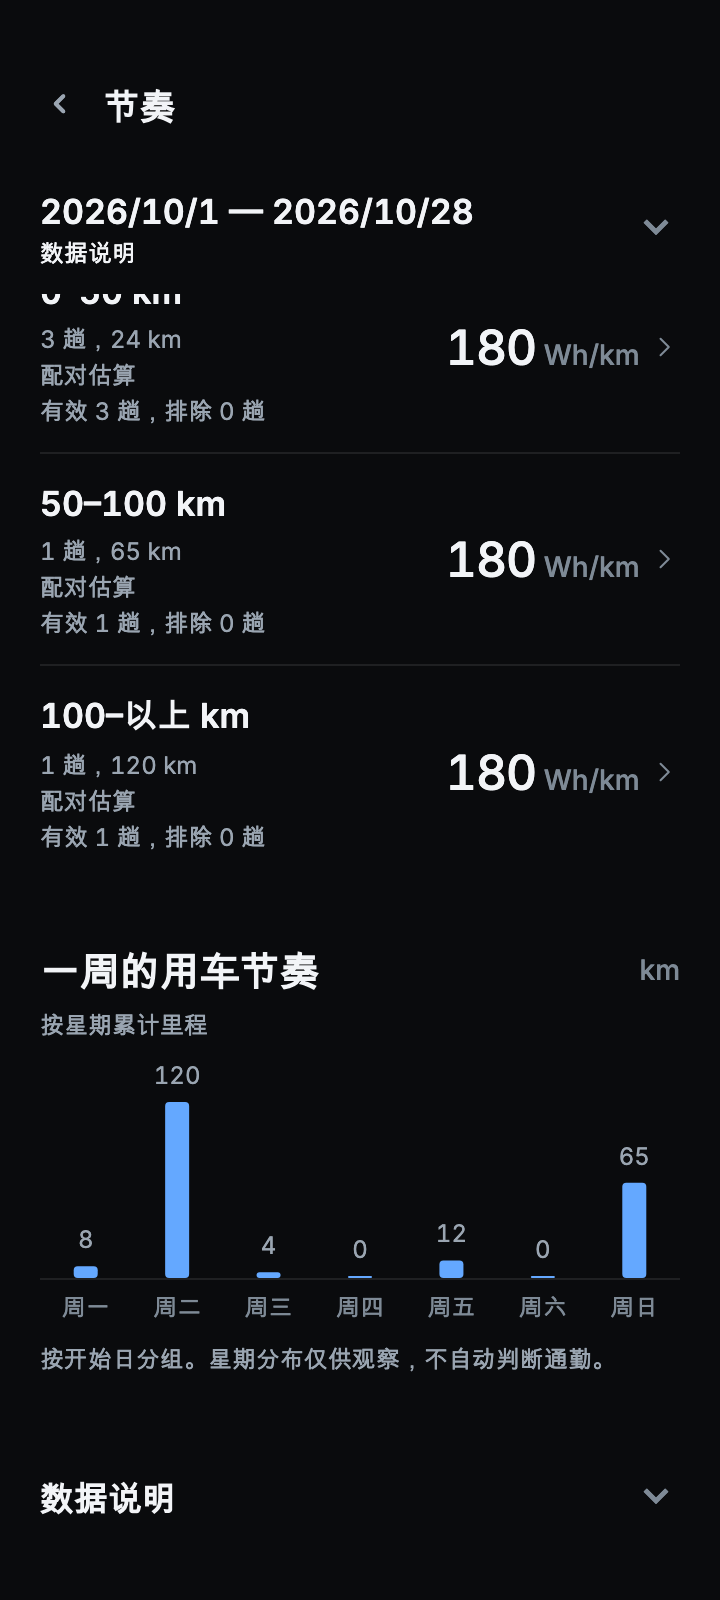 节奏
2026/10/1 — 2026/10/28
数据说明
0–50 km
3 趟，24 km
配对估算
有效 3 趟，排除 0 趟
180 Wh/km
50–100 km
1 趟，65 km
配对估算
有效 1 趟，排除 0 趟
180 Wh/km
100–以上 km
1 趟，120 km
配对估算
有效 1 趟，排除 0 趟
180 Wh/km
一周的用车节奏
km
按星期累计里程
8
120
4
0
12
0
65
周一
周二
周三
周四
周五
周六
周日
按开始日分组。星期分布仅供观察，不自动判断通勤。
数据说明